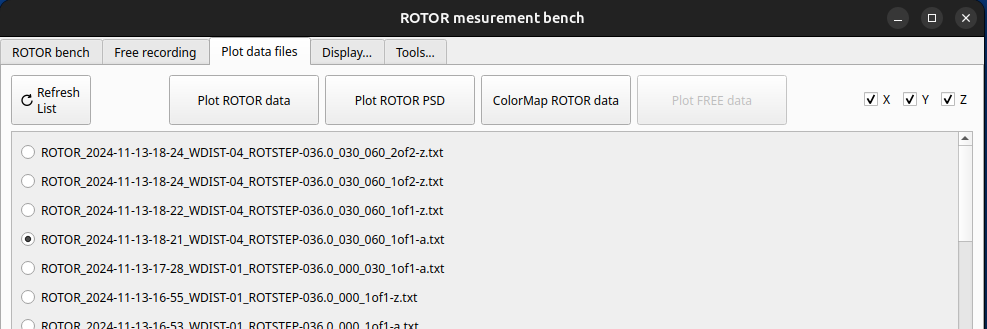 ROTOR mesurement bench
ROTOR bench Free recording Plot data files Display... Tools...
Refresh List Plot ROTOR data Plot ROTOR PSD ColorMap ROTOR data Plot FREE data X Y Z
ROTOR_2024-11-13-18-24_WDIST-04_ROTSTEP-036.0_030_060_2of2-z.txt
ROTOR_2024-11-13-18-24_WDIST-04_ROTSTEP-036.0_030_060_1of2-z.txt
ROTOR_2024-11-13-18-22_WDIST-04_ROTSTEP-036.0_030_060_1of1-z.txt
ROTOR_2024-11-13-18-21_WDIST-04_ROTSTEP-036.0_030_060_1of1-a.txt
ROTOR_2024-11-13-17-28_WDIST-01_ROTSTEP-036.0_000_030_1of1-a.txt
ROTOR_2024-11-13-16-55_WDIST-01_ROTSTEP-036.0_000_1of1-z.txt
ROTOR_2024-11-13-16-53_WDIST-01_ROTSTEP-036.0_000_1of1-a.txt